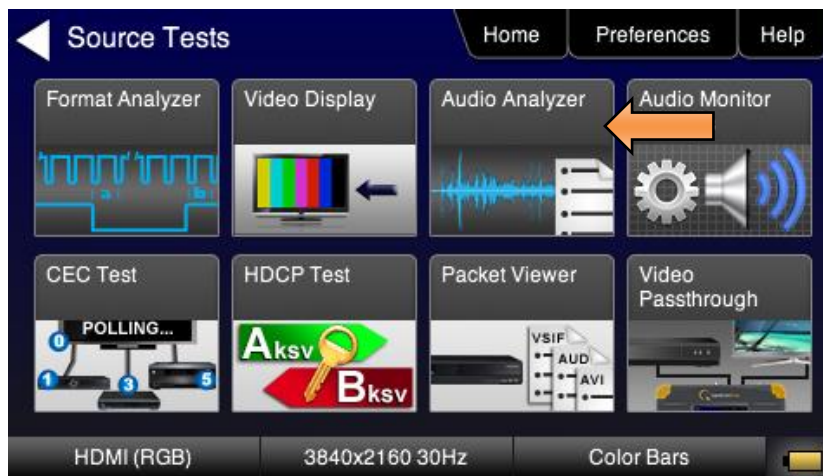 Source Tests
Home
Preferences
Help
Format Analyzer
Video Display
Audio Analyzer
Audio Monitor
CEC Test
HDCP Test
Packet Viewer
Video
Passthrough
POLLING...
0
1
3
5
Aksv
Bksv
VSIF
AUD
AVI
HDMI (RGB)
3840x2160 30Hz
Color Bars